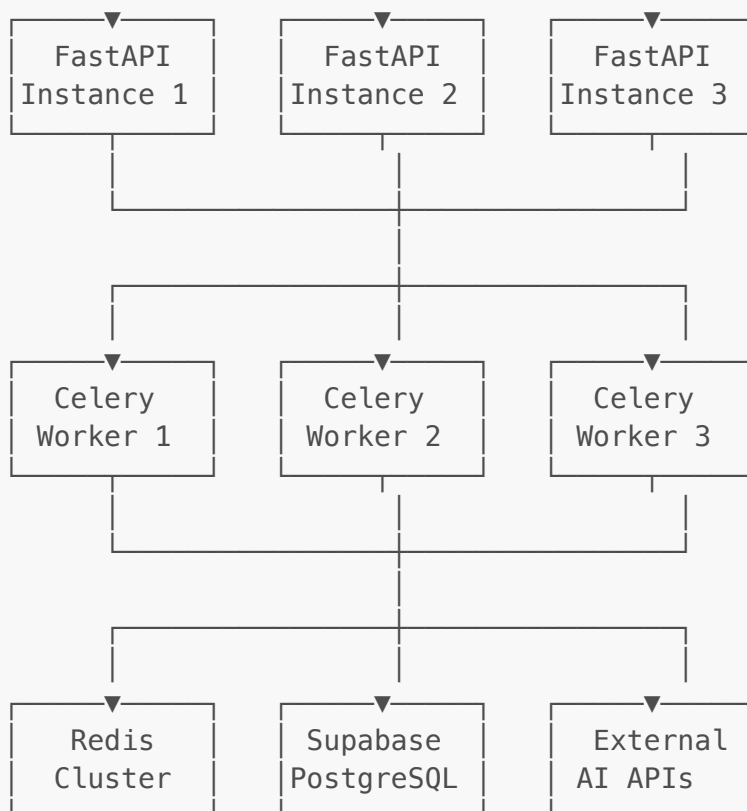 FastAPI FastAPI FastAPI
Instance 1 Instance 2 Instance 3
Celery Celery Celery
Worker 1 Worker 2 Worker 3
Redis Supabase External
Cluster PostgreSQL AI APIs